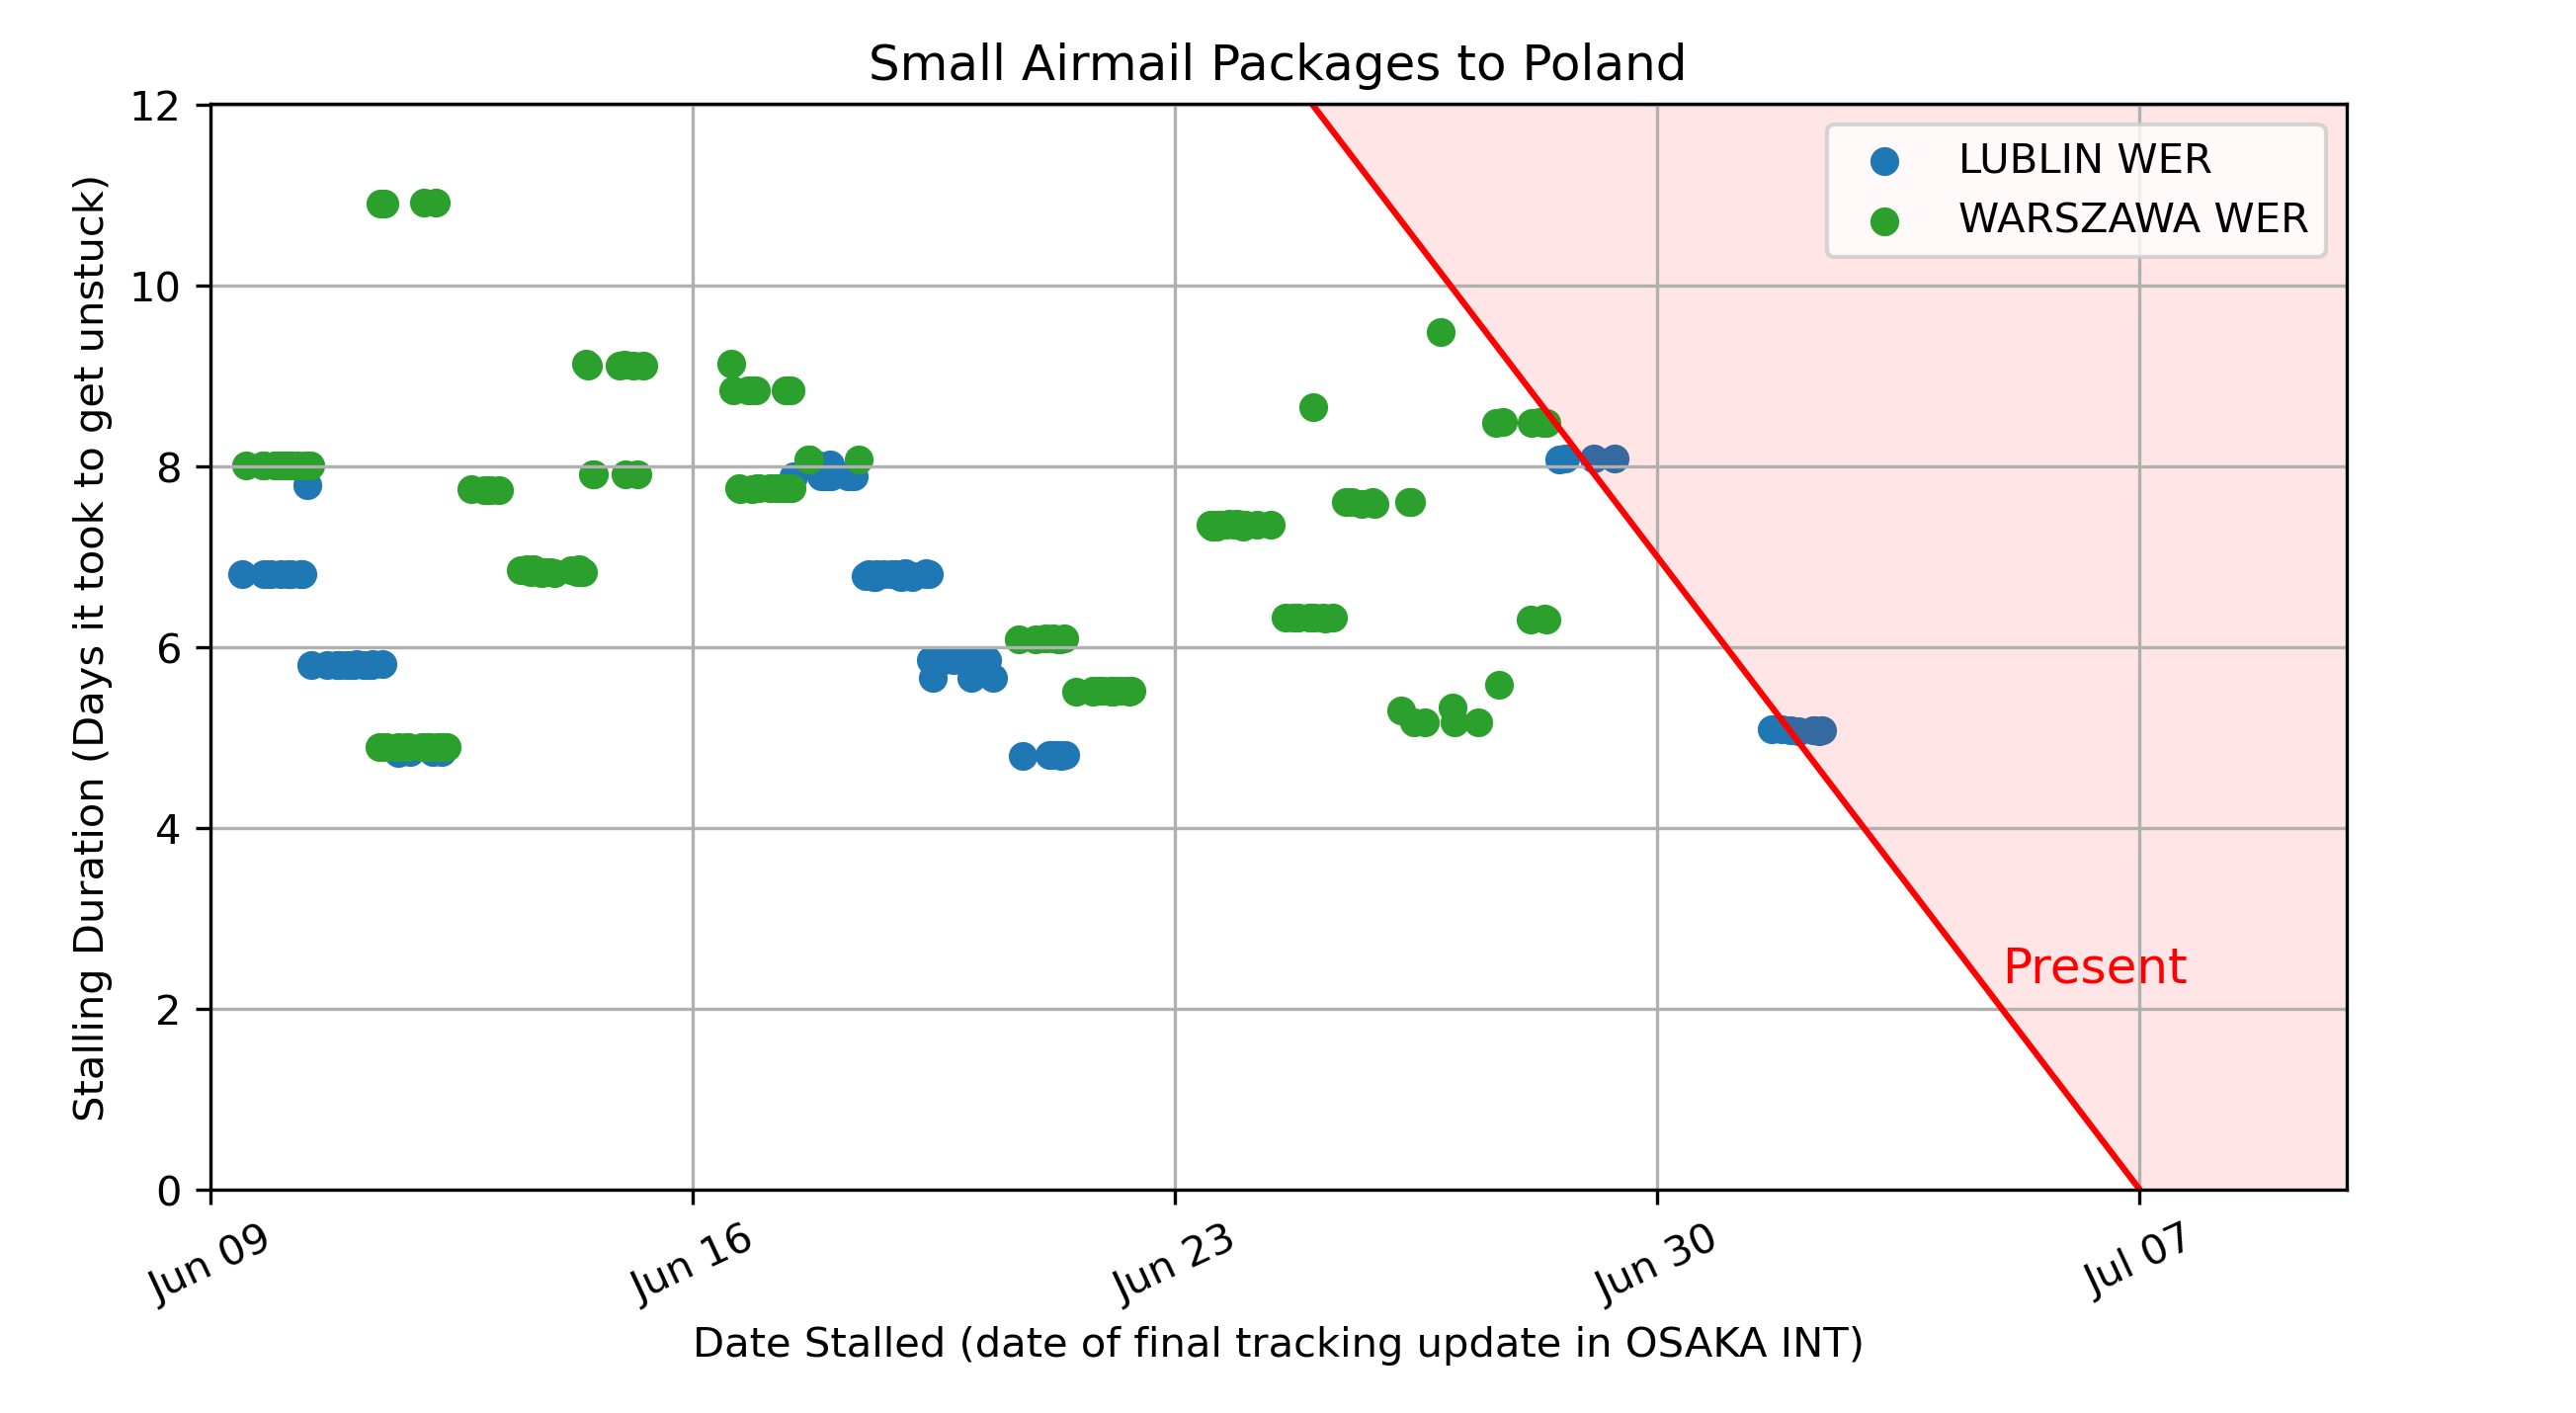 Small Airmail Packages to Poland
Stalling Duration (Days it took to get unstuck)
12
10
8
6
4
2
0
LUBLIN WER
WARSZAWA WER
Present
Jun 09
Jun 16
Jun 23
Jun 30
Jul 07
Date Stalled (date of final tracking update in OSAKA INT)